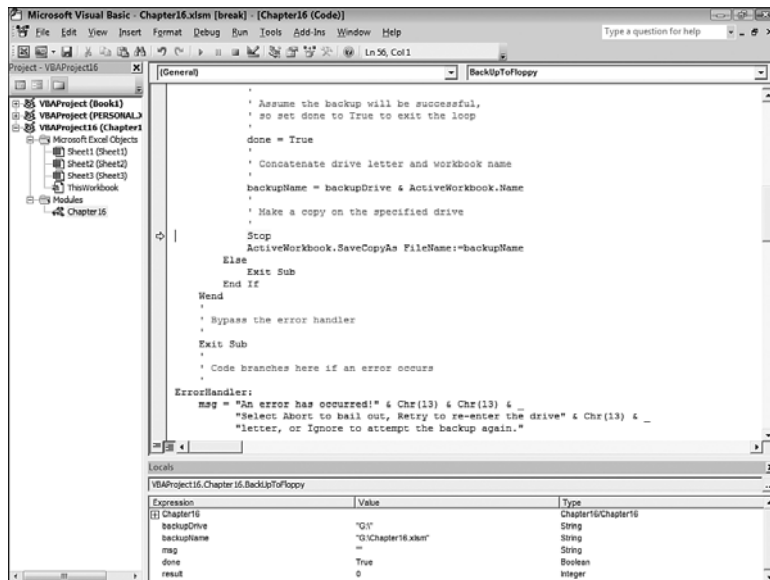 Microsoft Visual Basic - Chapter16.xlsm [break] - [Chapter16 (Code)]
File Edit View Insert Format Debug Run Tools Add-Ins Window Help
Type a question for help
Ln 56, Col 1
Project - VBAProject16
(General)
BackUpToFloppy
VBAProject (Book1)
VBAProject (PERSONAL.X
VBAProject16 (Chapter1
Microsoft Excel Objects
Sheet1 (Sheet1)
Sheet2 (Sheet2)
Sheet3 (Sheet3)
ThisWorkbook
Modules
Chapter16
'
' Assume the backup will be successful,
' so set done to True to exit the loop
'
done = True
'
' Concatenate drive letter and workbook name
'
backupName = backupDrive & ActiveWorkbook.Name
'
' Make a copy on the specified drive
'
Stop
ActiveWorkbook.SaveCopyAs FileName:=backupName
Else
Exit Sub
End If
Wend
'
' Bypass the error handler
'
Exit Sub
'
' Code branches here if an error occurs
'
ErrorHandler:
msg = "An error has occurred!" & Chr(13) & Chr(13) & _
"Select Abort to bail out, Retry to re-enter the drive" & Chr(13) & _
"letter, or Ignore to attempt the backup again."
Locals
VBAProject16.Chapter16.BackUpToFloppy
Expression Value Type
Chapter16 Chapter16/Chapter16
backupDrive "G:\" String
backupName "G:\Chapter16.xlsm" String
msg "" String
done True Boolean
result 0 Integer